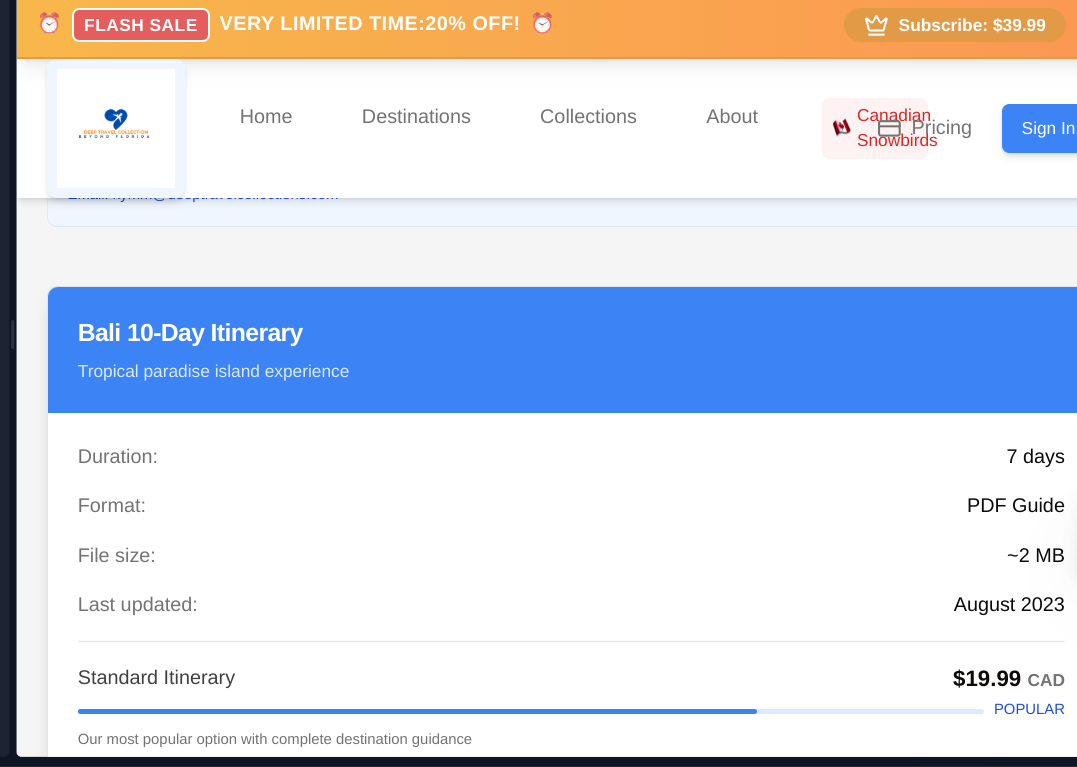 FLASH SALE VERY LIMITED TIME:20% OFF! Subscribe: $39.99
DEEP TRAVEL COLLECTION
BEYOND FLORIDA
Home Destinations Collections About Canadian Snowbirds Pricing Sign In
Bali 10-Day Itinerary
Tropical paradise island experience
Duration: 7 days
Format: PDF Guide
File size: ~2 MB
Last updated: August 2023
Standard Itinerary $19.99 CAD
POPULAR
Our most popular option with complete destination guidance